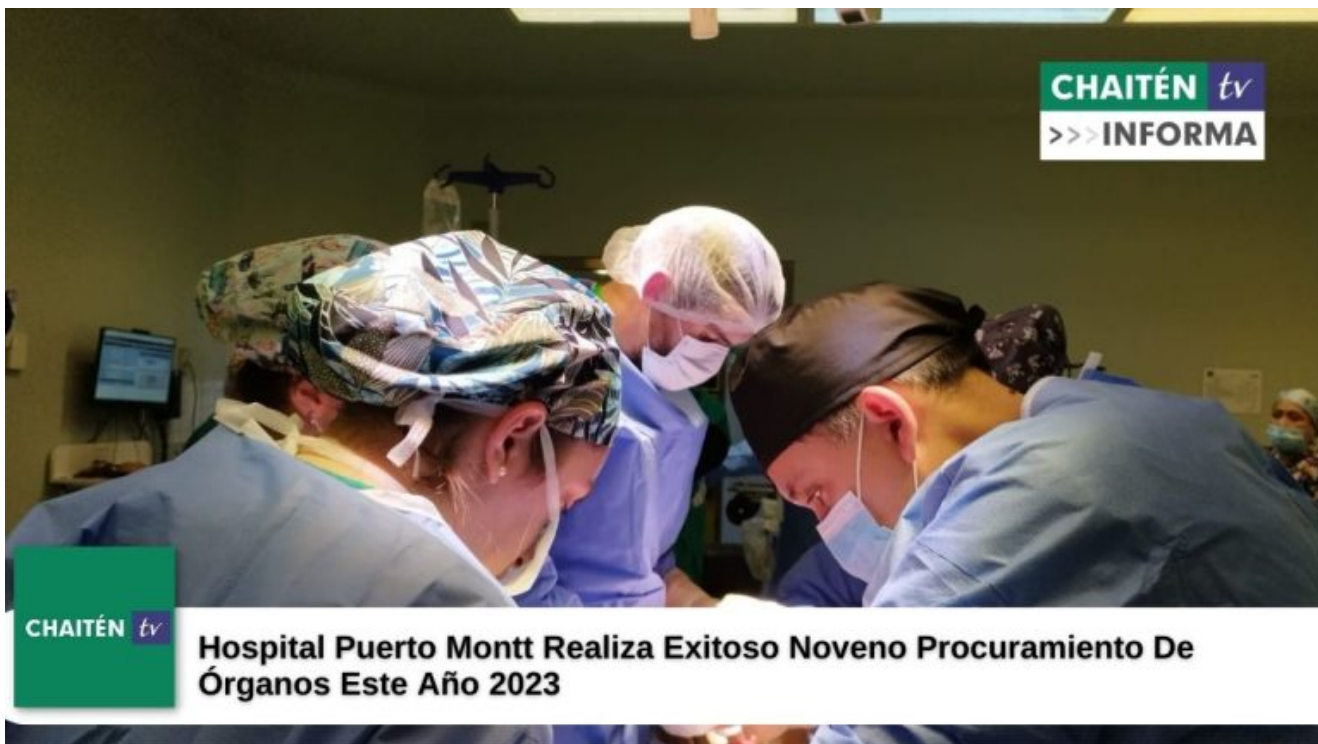 CHAITÉN tv
>>>INFORMA
CHAITÉN tv
Hospital Puerto Montt Realiza Exitoso Noveno Procuramiento De
Órganos Este Año 2023